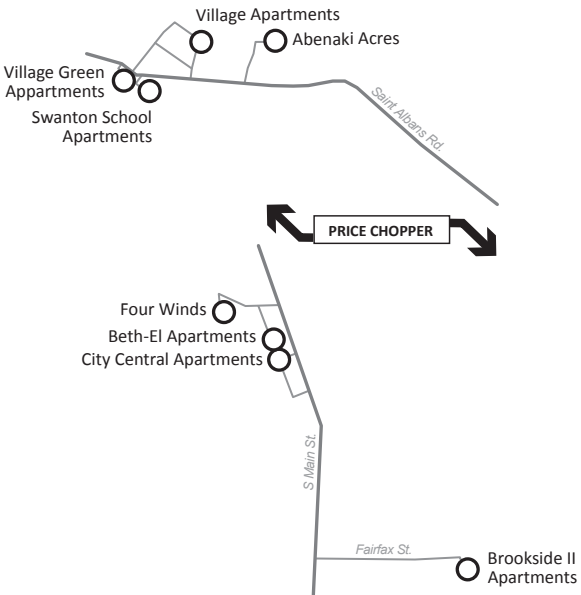 Village Apartments
Abenaki Acres
Village Green
Appartments
Swanton School
Apartments
Saint Albans Rd.
PRICE CHOPPER
Four Winds
Beth-El Apartments
City Central Apartments
S Main St.
Fairfax St.
Brookside II
Apartments